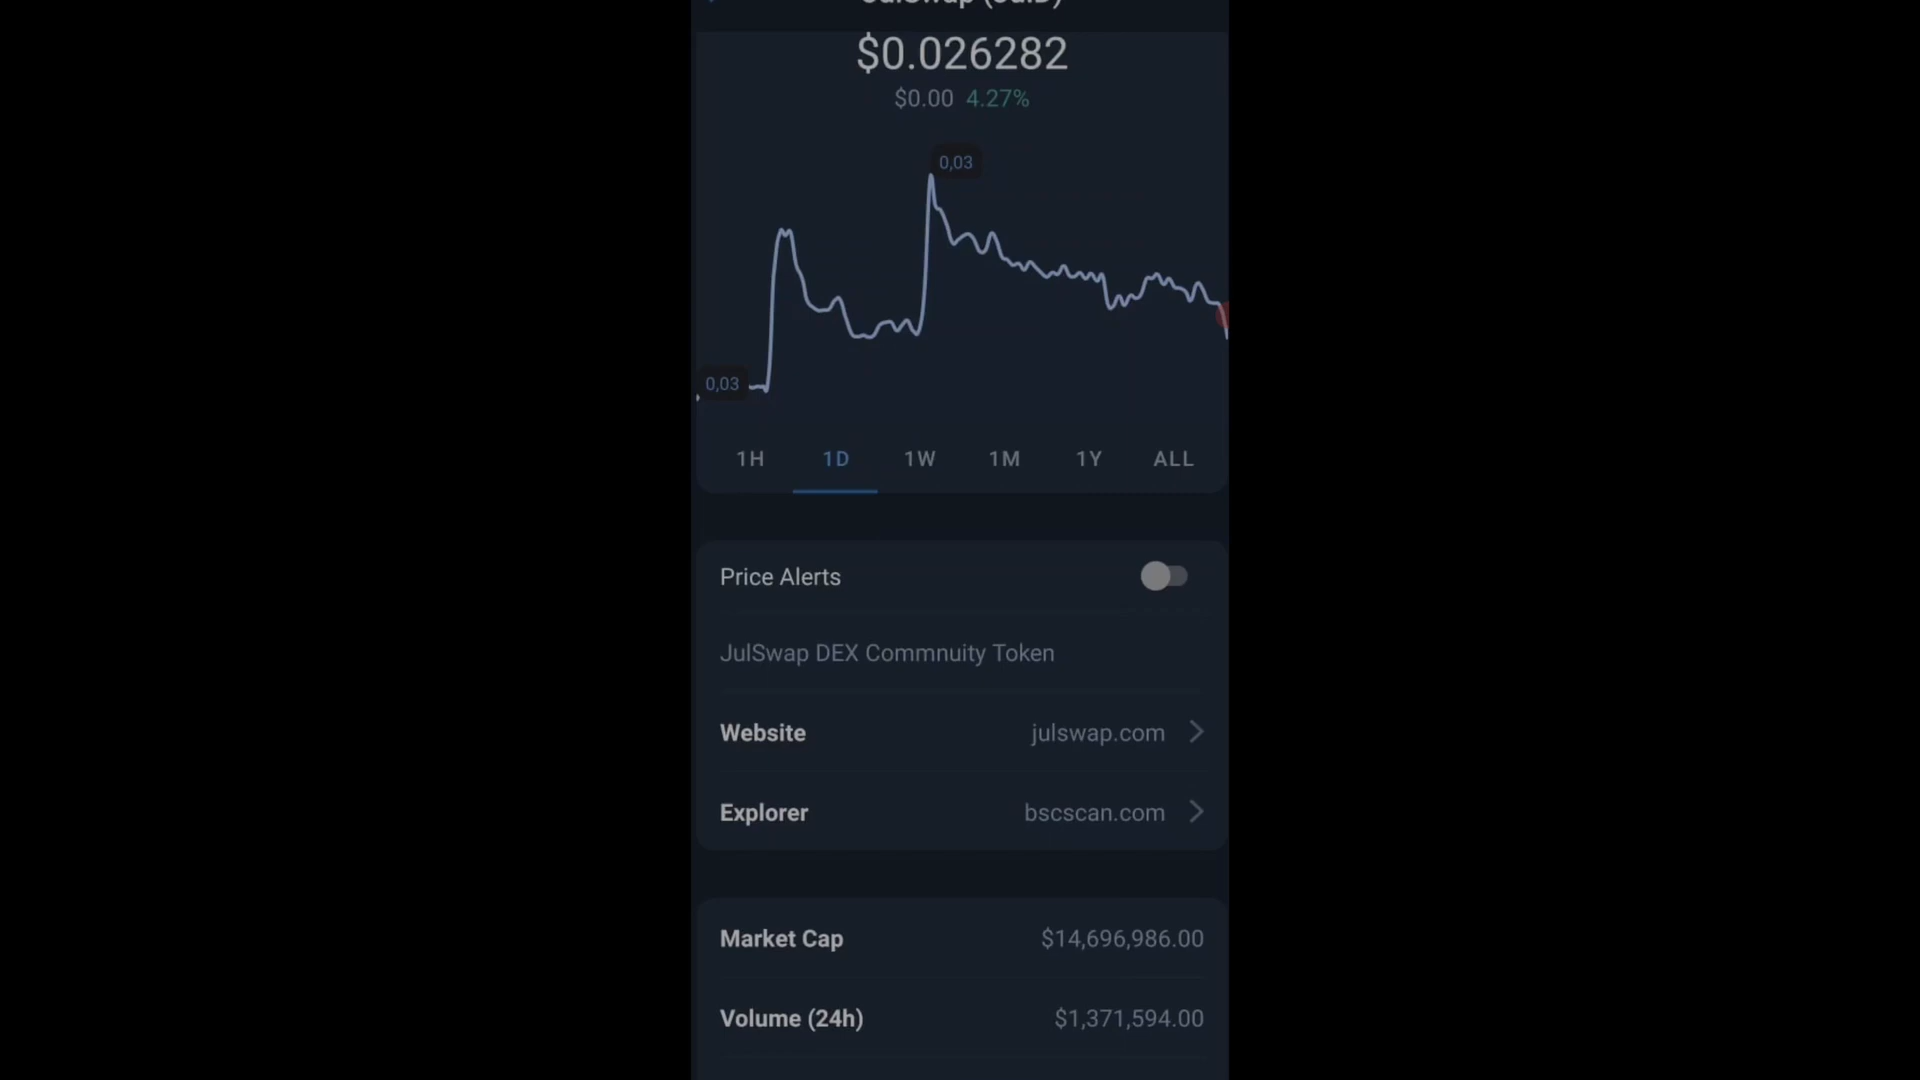 JulSwap (JulD)
$0.026282
$0.00 4.27%
0,03
0,03
1H 1D 1W 1M 1Y ALL
Price Alerts
JulSwap DEX Commnuity Token
Website julswap.com
Explorer bscscan.com
Market Cap $14,696,986.00
Volume (24h) $1,371,594.00